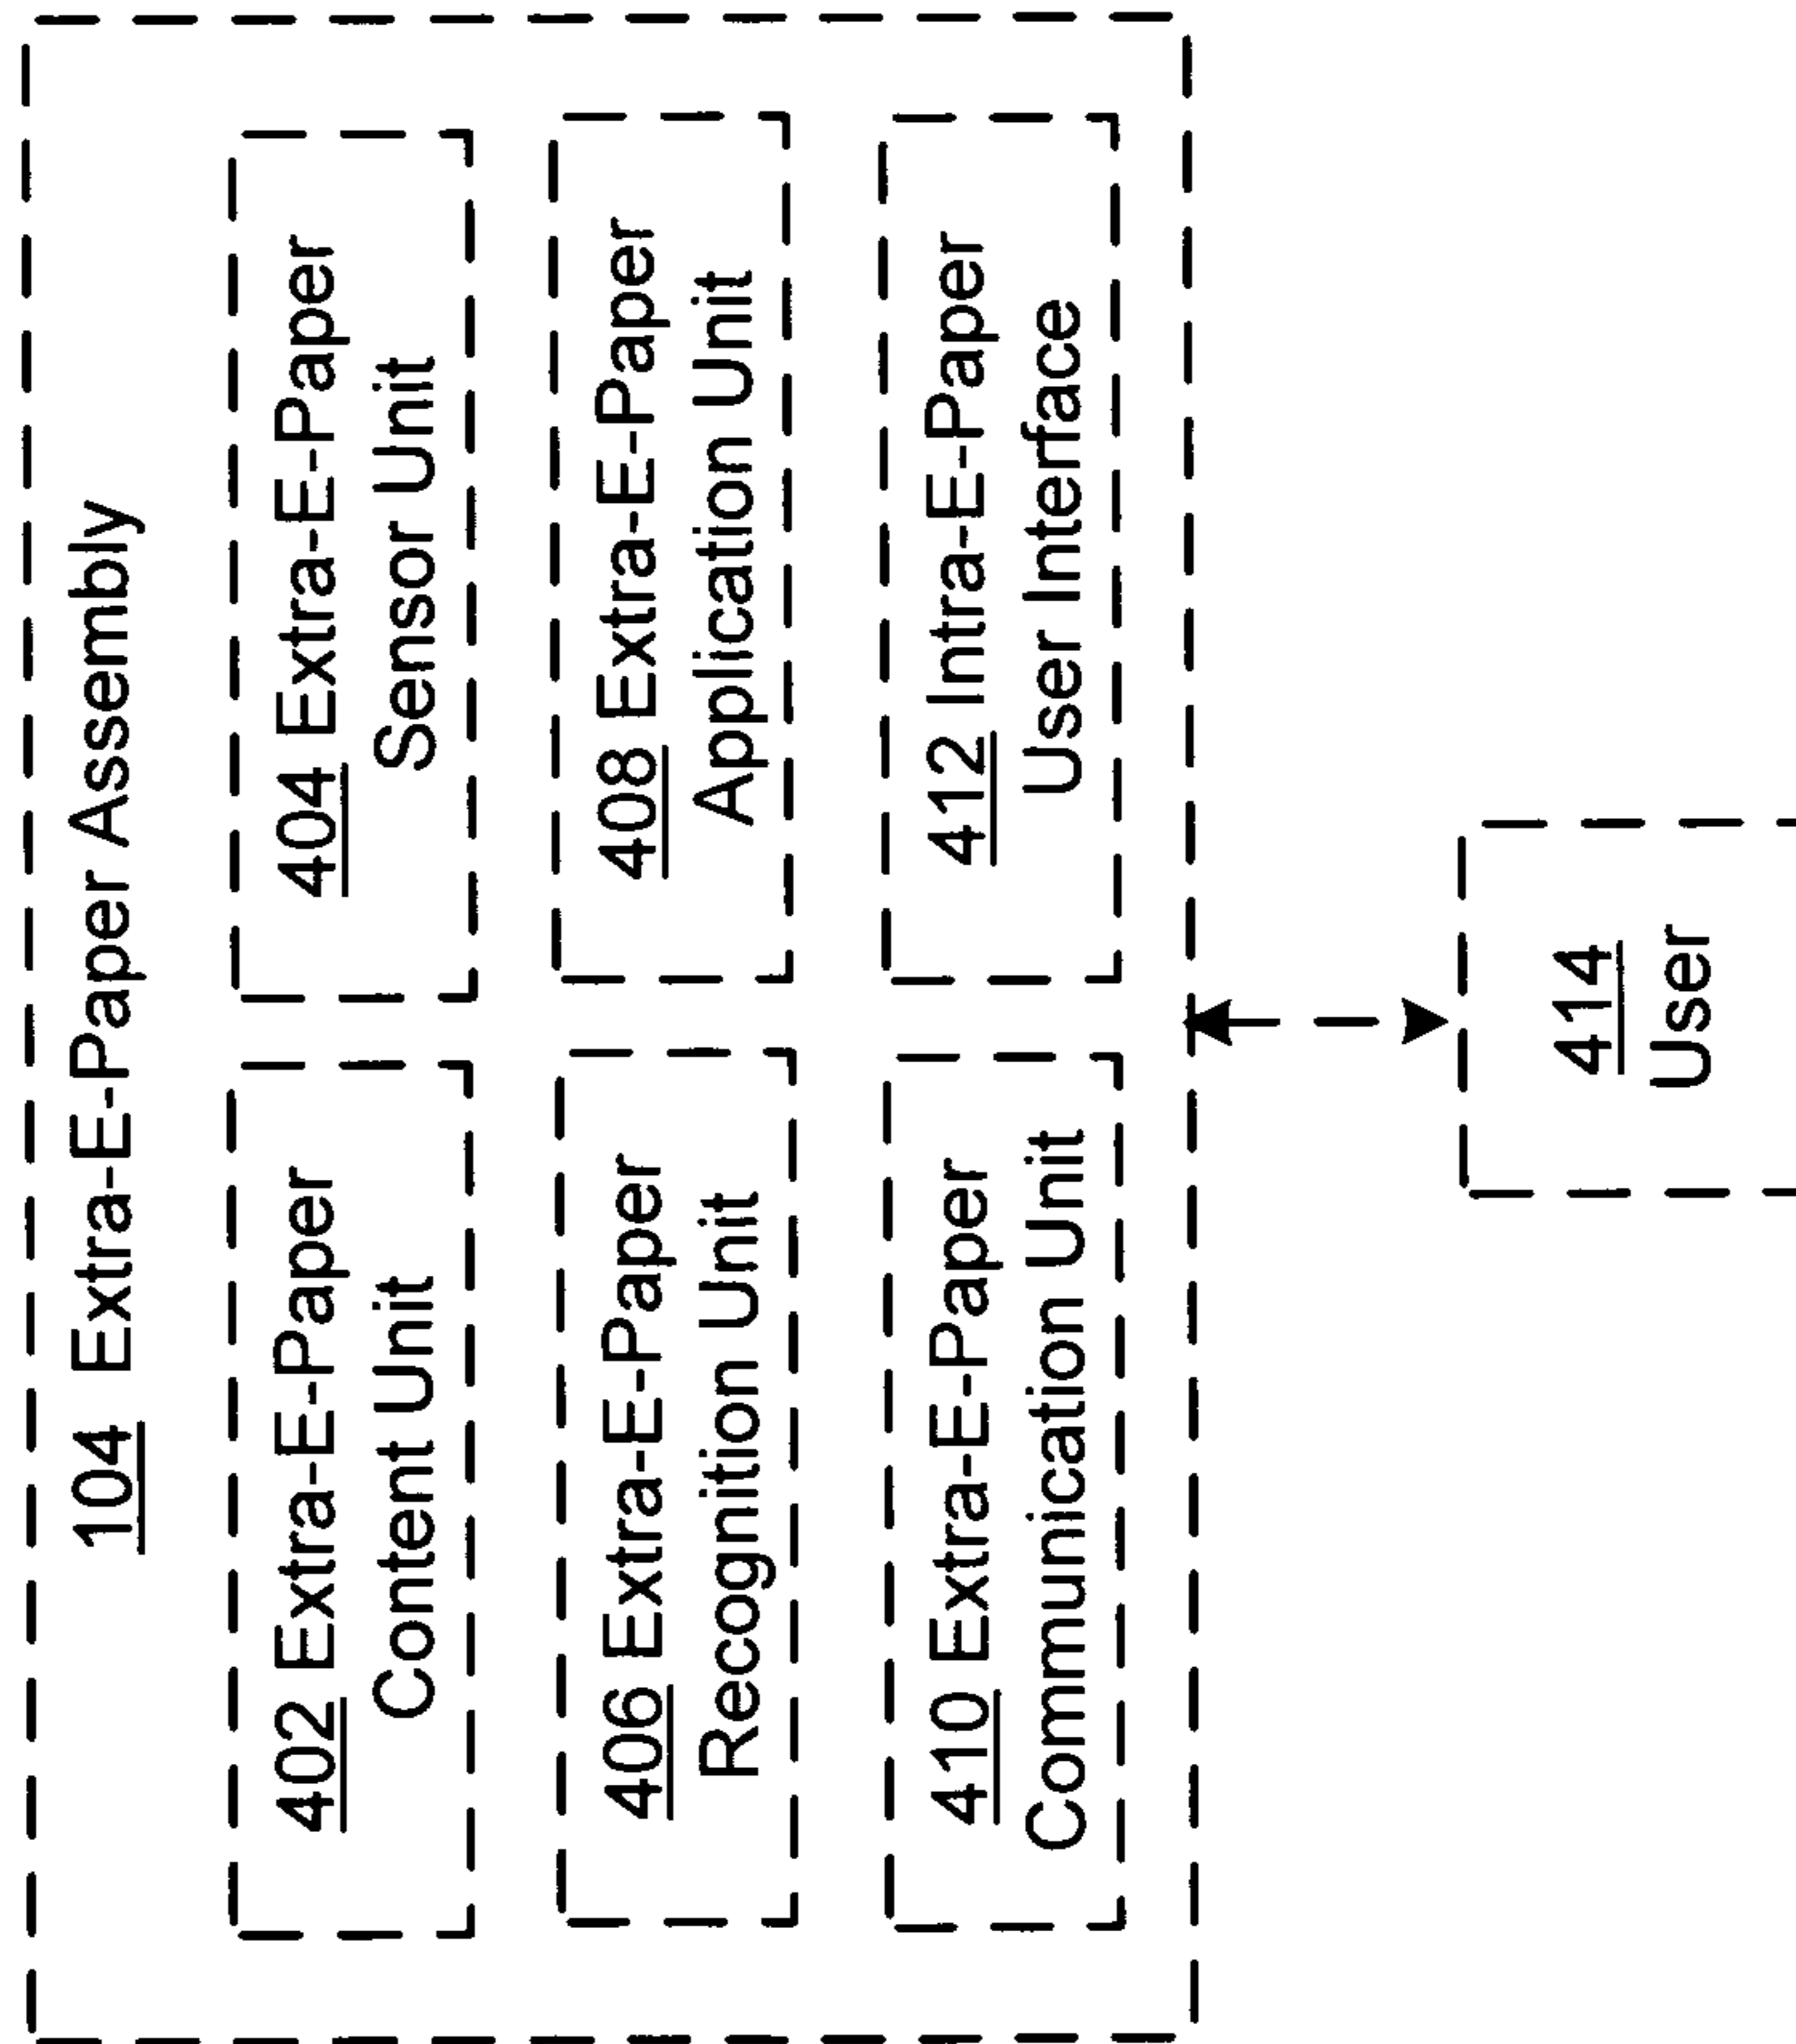 104 Extra-E-Paper Assembly
402 Extra-E-Paper
Content Unit
404 Extra-E-Paper
Sensor Unit
406 Extra-E-Paper
Recognition Unit
408 Extra-E-Paper
Application Unit
410 Extra-E-Paper
Communication Unit
412 Intra-E-Paper
User Interface
414
User